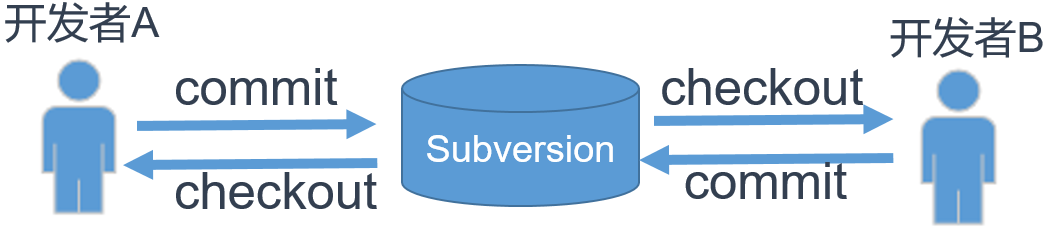 开发者A
开发者B
commit
checkout
Subversion
checkout
commit